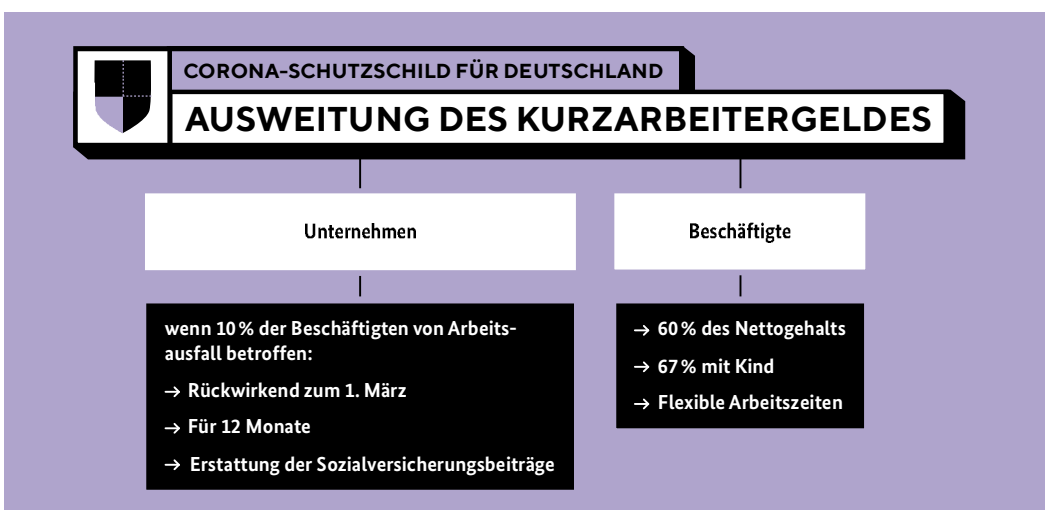 CORONA-SCHUTZSCHILD FÜR DEUTSCHLAND
AUSWEITUNG DES KURZARBEITERGELDES
Unternehmen
wenn 10 % der Beschäftigten von Arbeits-
ausfall betroffen:
→ Rückwirkend zum 1. März
→ Für 12 Monate
→ Erstattung der Sozialversicherungsbeiträge
Beschäftigte
→ 60 % des Nettogehalts
→ 67 % mit Kind
→ Flexible Arbeitszeiten